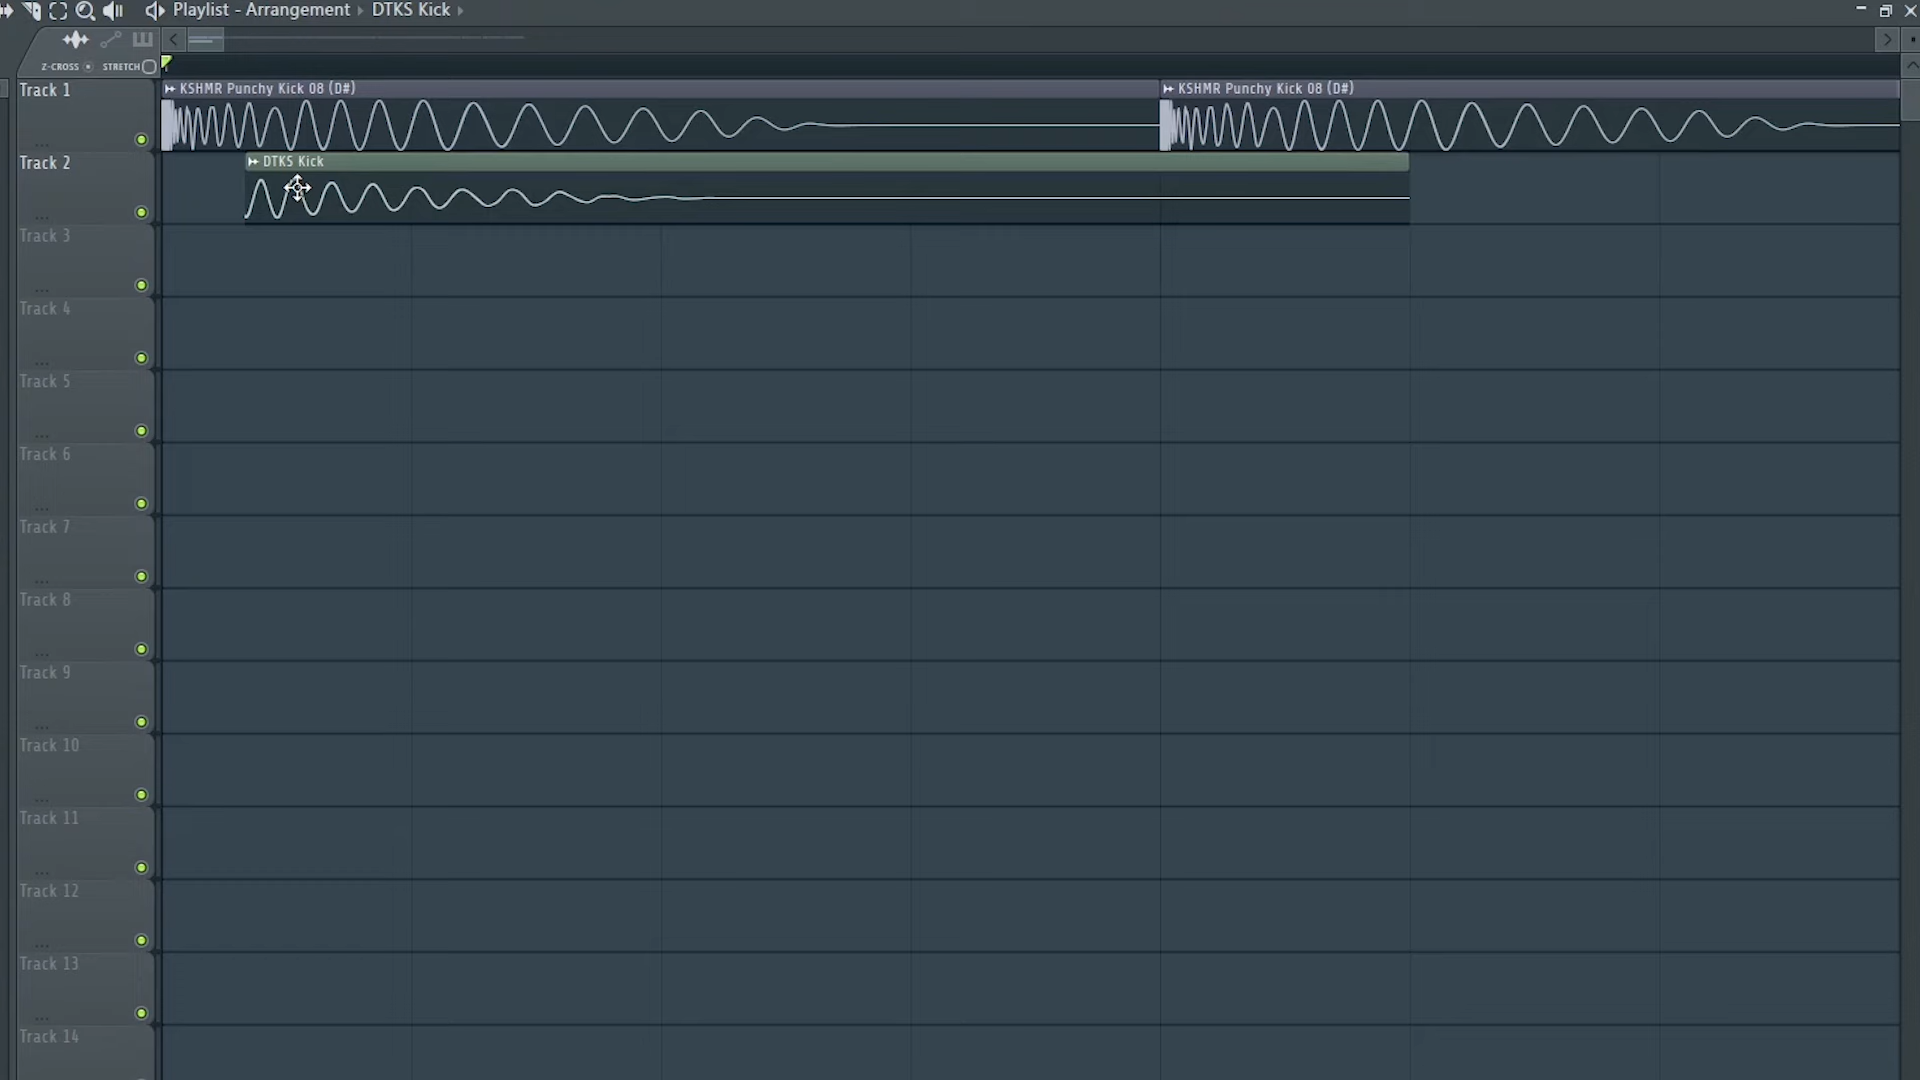 Playlist - Arrangement ▸ DTKS Kick ▸
Z-CROSS STRETCH
Track 1
KSHMR Punchy Kick 08 (D#)
KSHMR Punchy Kick 08 (D#)
Track 2
DTKS Kick
Track 3
Track 4
Track 5
Track 6
Track 7
Track 8
Track 9
Track 10
Track 11
Track 12
Track 13
Track 14